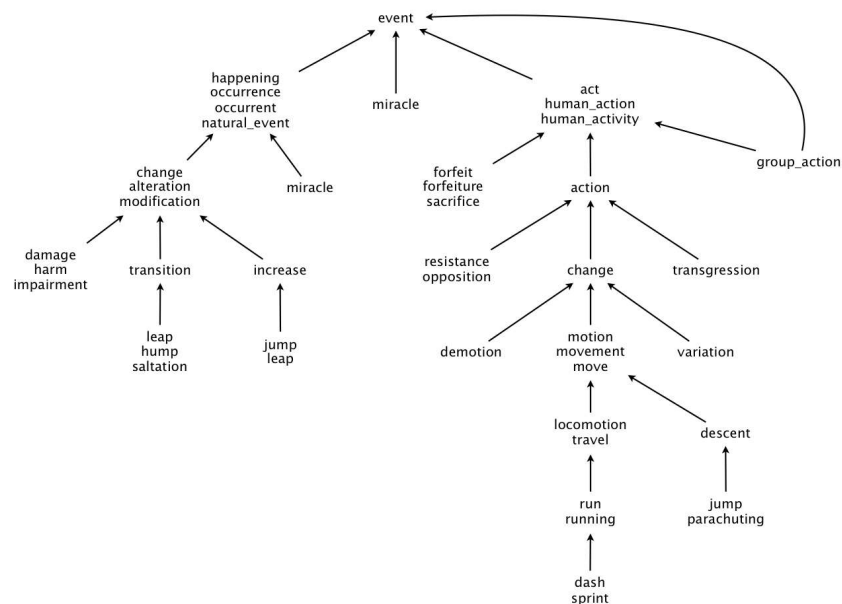 event
happening
occurrence
occurrent
natural_event
miracle
act
human_action
human_activity
group_action
change
alteration
modification
miracle
forfeit
forfeiture
sacrifice
action
damage
harm
impairment
transition
increase
resistance
opposition
change
transgression
leap
hump
saltation
jump
leap
demotion
motion
movement
move
variation
locomotion
travel
descent
run
running
jump
parachuting
dash
sprint